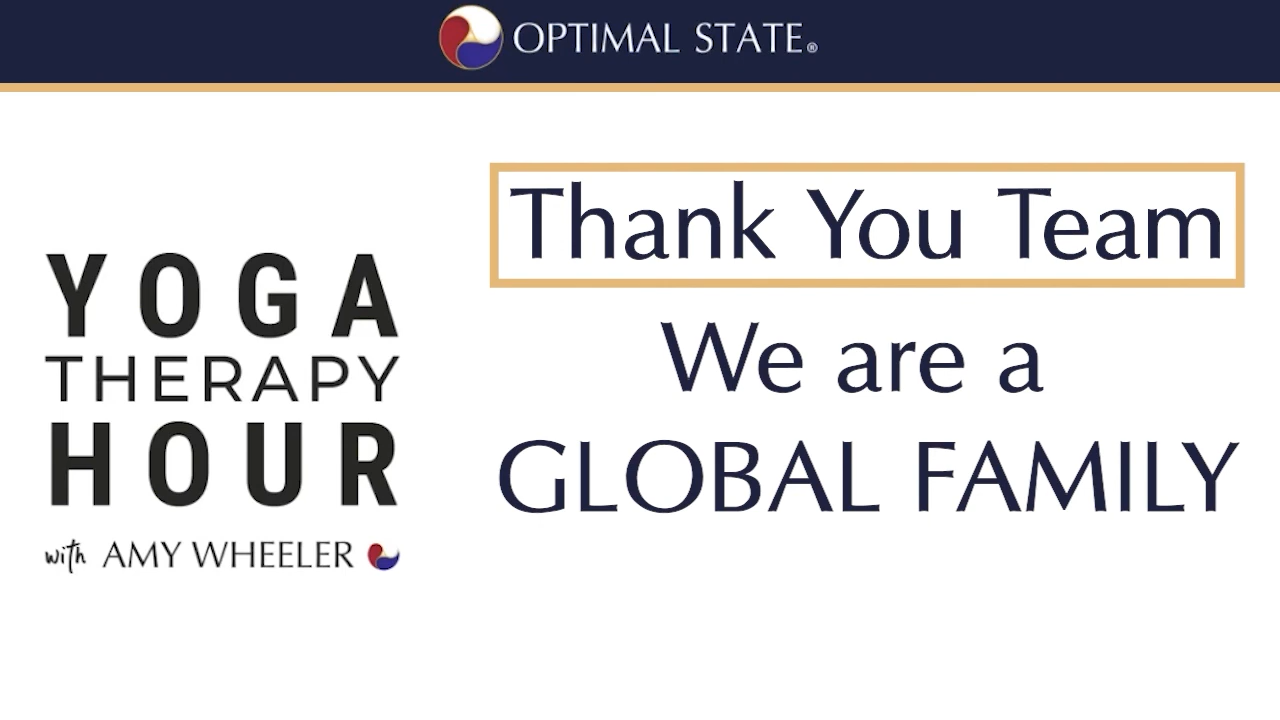 OPTIMAL STATE®
YOGA
THERAPY
HOUR
with AMY WHEELER
Thank You Team
We are a
GLOBAL FAMILY